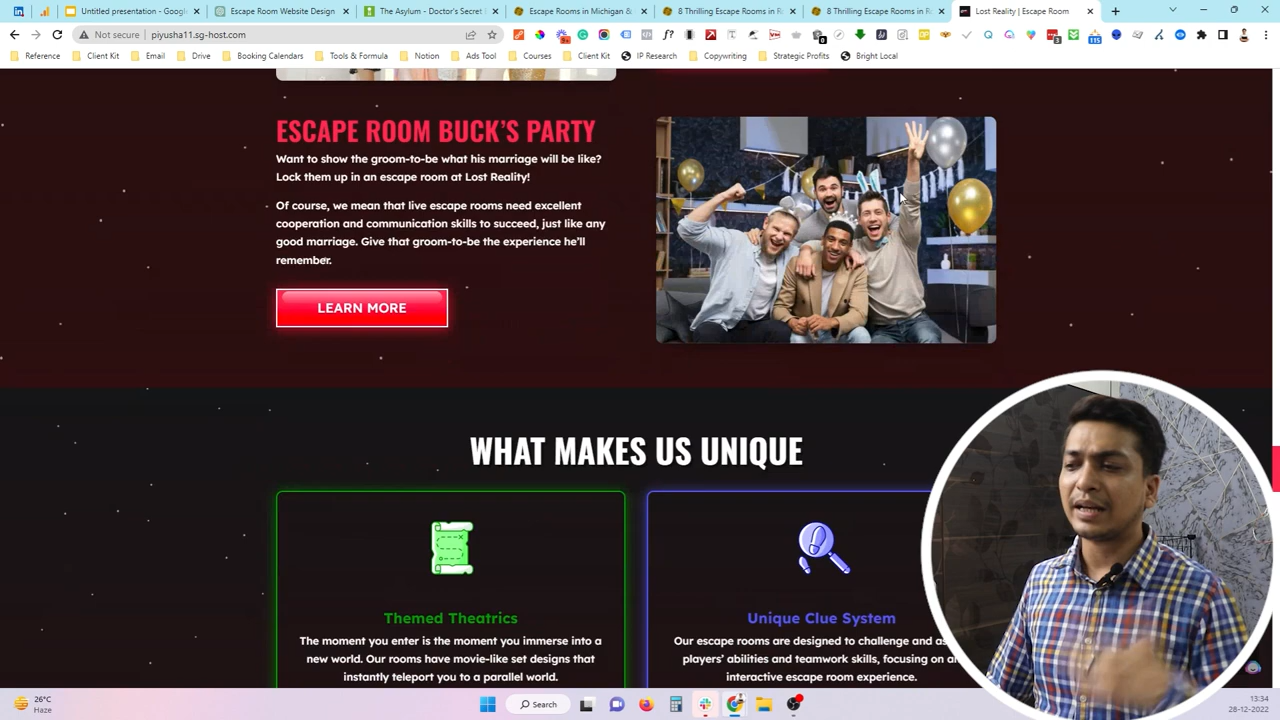 Untitled presentation - Googl
Escape Room Website Design
The Asylum - Doctor's Secret
Escape Rooms in Michigan &
8 Thrilling Escape Rooms in R
8 Thrilling Escape Rooms in R
Lost Reality | Escape Room
Not secure | piyusha11.sg-host.com
Reference
Client Kit
Email
Drive
Booking Calendars
Tools & Formula
Notion
Ads Tool
Courses
Client Kit
IP Research
Copywriting
Strategic Profits
Bright Local
ESCAPE ROOM BUCK'S PARTY
Want to show the groom-to-be what his marriage will be like?
Lock them up in an escape room at Lost Reality!
Of course, we mean that live escape rooms need excellent
cooperation and communication skills to succeed, just like any
good marriage. Give that groom-to-be the experience he'll
remember.
LEARN MORE
WHAT MAKES US UNIQUE
Themed Theatrics
The moment you enter is the moment you immerse into a
new world. Our rooms have movie-like set designs that
instantly teleport you to a parallel world.
Unique Clue System
Our escape rooms are designed to challenge and as
players' abilities and teamwork skills, focusing on an
interactive escape room experience.
26°C
Haze
Search
13:34
28-12-2022